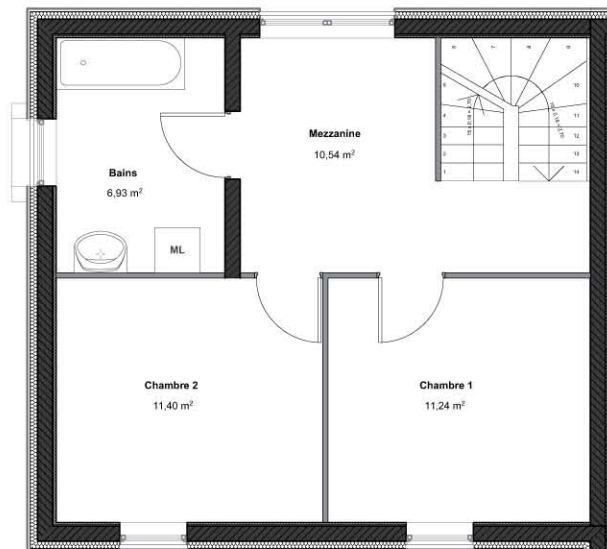 Mezzanine
10,54 m²
Bains
6,93 m²
ML
Chambre 2
11,40 m²
Chambre 1
11,24 m²